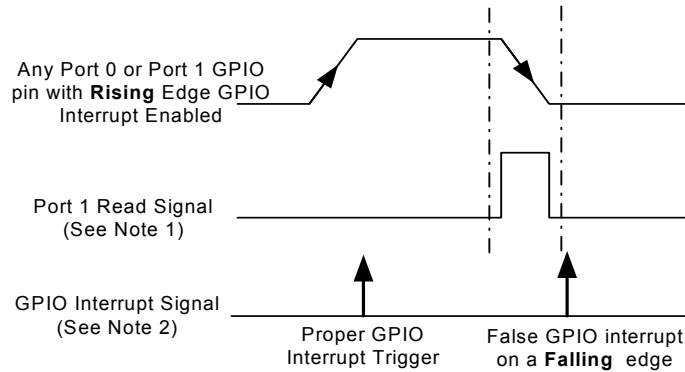 Any Port 0 or Port 1 GPIO
pin with Rising Edge GPIO
Interrupt Enabled
Port 1 Read Signal
(See Note 1)
GPIO Interrupt Signal
(See Note 2)
Proper GPIO
Interrupt Trigger
False GPIO interrupt
on a Falling edge